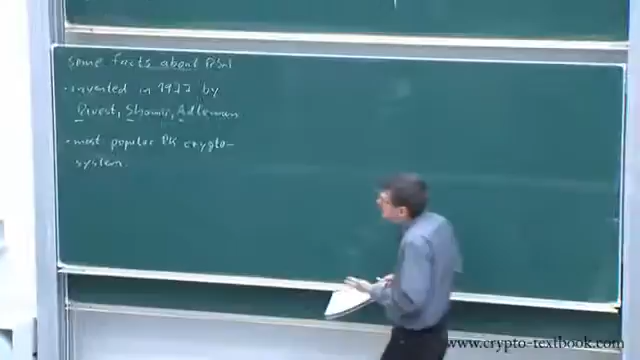 Some facts about RSA
· invented in 1977 by
Rivest, Shamir, Adleman
· most popular PK crypto-
system.
www.crypto-textbook.com